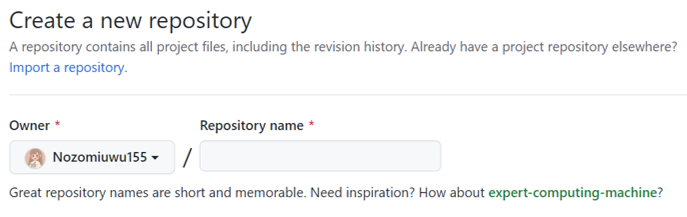 Create a new repository
A repository contains all project files, including the revision history. Already have a project repository elsewhere?
Import a repository.
Owner * Repository name *
Nozomiuwu155 /
Great repository names are short and memorable. Need inspiration? How about expert-computing-machine?